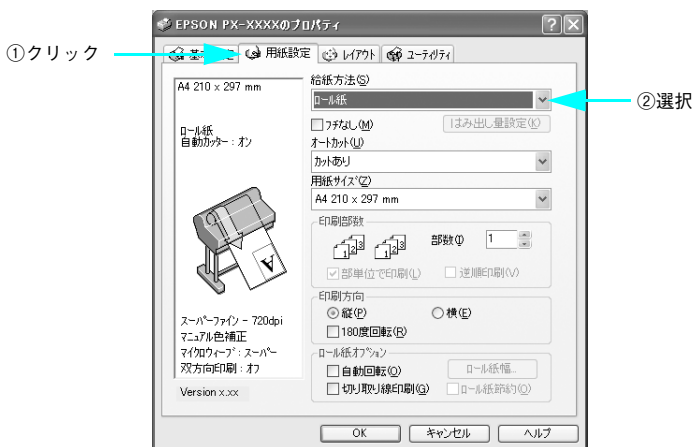 EPSON PX-XXXXのプロパティ
①クリック
用紙設定
レイアウト
ユーティリティ
A4 210 x 297 mm
ロール紙
自動カッター : オン
スーパーファイン - 720dpi
マニュアル色補正
マイクロウィーブ : スーパー
双方向印刷 : オフ
Version x.xx
給紙方法(S)
ロール紙
②選択
フチなし(M)
はみ出し量設定(K)
オートカット(U)
カットあり
用紙サイズ(Z)
A4 210 x 297 mm
印刷部数
部数(I) 1
部単位で印刷(L)
逆順印刷(V)
印刷方向
縦(P)
横(E)
180度回転(R)
ロール紙オプション
自動回転(O)
ロール紙幅...
切り取り線印刷(G)
ロール紙節約(O)
OK
キャンセル
ヘルプ